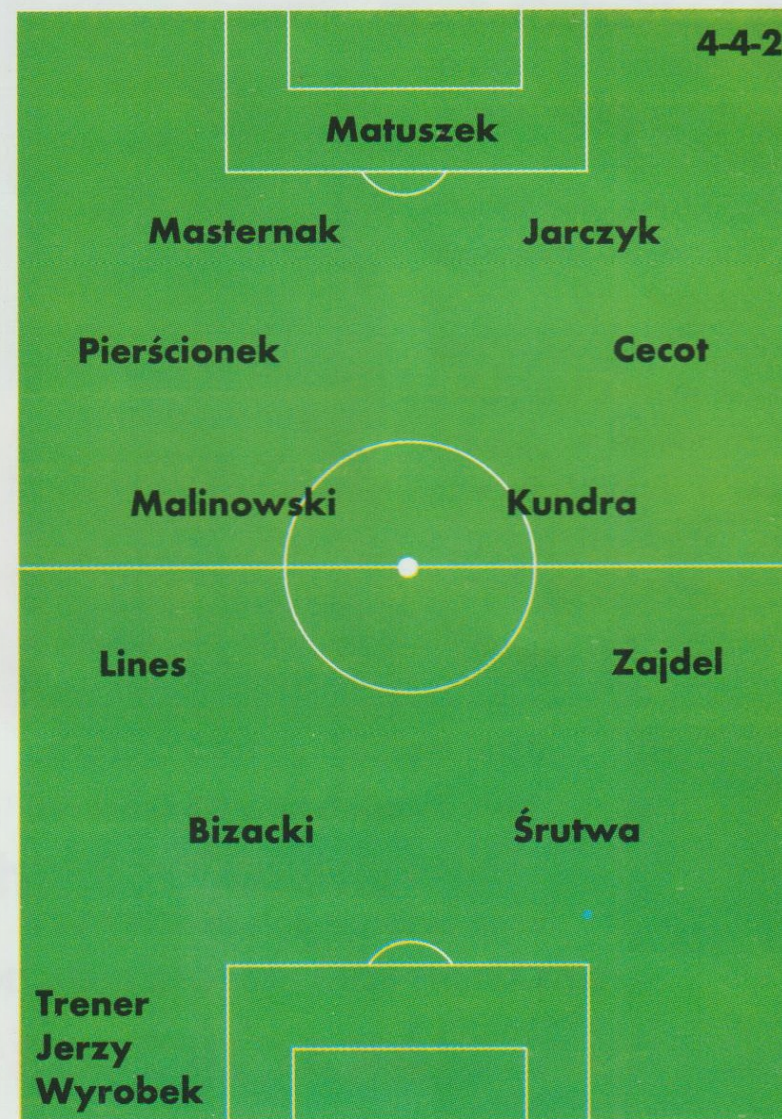 4-4-2
Matuszek
Masternak Jarczyk
Pierścionek Cecot
Malinowski Kundra
Lines Zajdel
Bizacki Śrutwa
Trener
Jerzy
Wyrobek